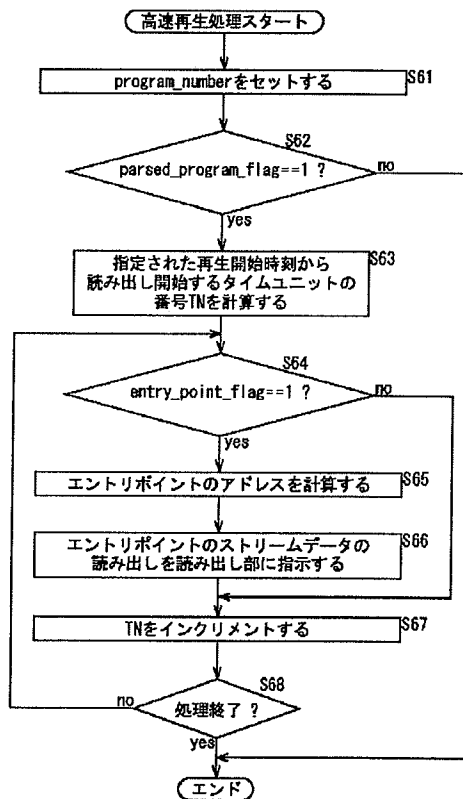 高速再生処理スタート
program_numberをセットする
S61
S62
parsed_program_flag==1 ?
no
yes
指定された再生開始時刻から
読み出し開始するタイムユニットの
番号TNを計算する
S63
S64
entry_point_flag==1 ?
no
yes
エントリポイントのアドレスを計算する
S65
エントリポイントのストリームデータの
読み出しを読み出し部に指示する
S66
TNをインクリメントする
S67
S68
処理終了 ?
no
yes
エンド